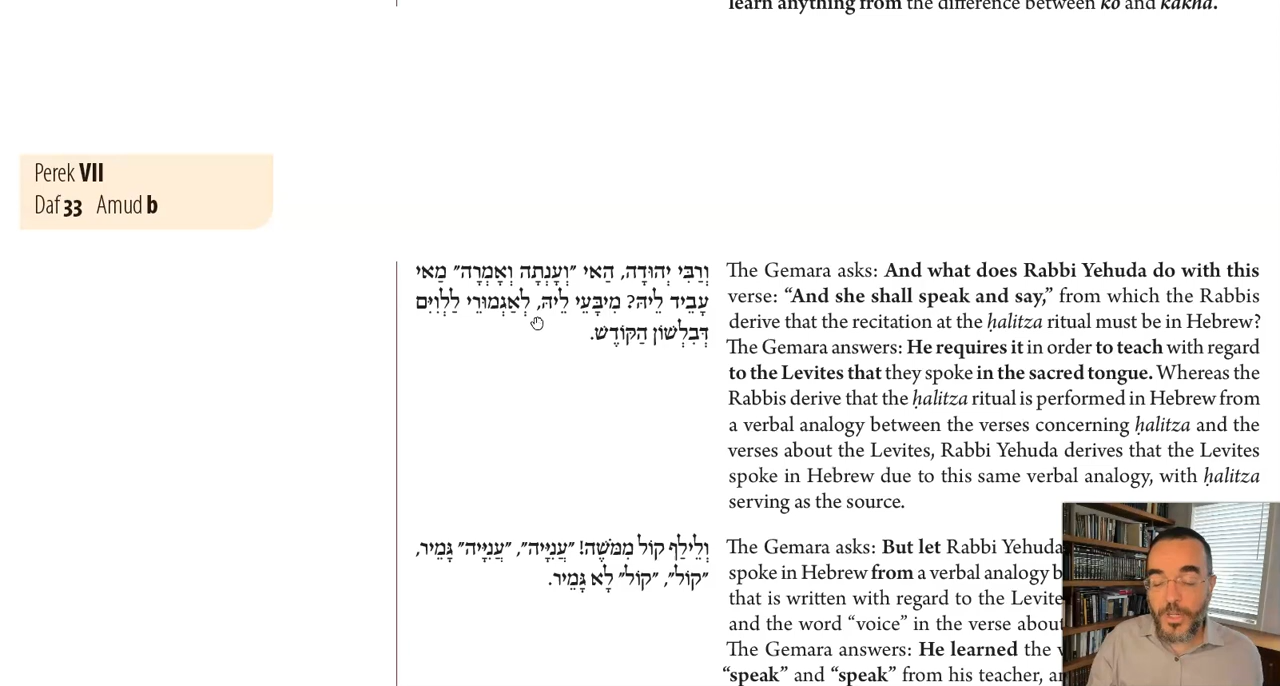 learn anything from the difference between ko and kakha.
Perek VII
Daf 33 Amud b
וְרַבִּי יְהוּדָה, הַאי ״וְעָנְתָה וְאָמְרָה״ מַאי
עָבֵיד לֵיהּ? מִיבָּעֵי לֵיהּ, לְאַגְמוּרֵי לַלְוִיִּם
דְּבִלְשׁוֹן הַקּוֹדֶשׁ.
The Gemara asks: And what does Rabbi Yehuda do with this
verse: “And she shall speak and say,” from which the Rabbis
derive that the recitation at the ḥalitza ritual must be in Hebrew?
The Gemara answers: He requires it in order to teach with regard
to the Levites that they spoke in the sacred tongue. Whereas the
Rabbis derive that the ḥalitza ritual is performed in Hebrew from
a verbal analogy between the verses concerning ḥalitza and the
verses about the Levites, Rabbi Yehuda derives that the Levites
spoke in Hebrew due to this same verbal analogy, with ḥalitza
serving as the source.
וְלֵילַף קוֹל מִמֹּשֶׁה! ״עֲנִיָּיה״, ״עֲנִיָּיה״ גָּמֵיר,
״קוֹל״, ״קוֹל״ לָא גָּמֵיר.
The Gemara asks: But let Rabbi Yehuda
spoke in Hebrew from a verbal analogy
that is written with regard to the
and the word “voice” in the verse about
The Gemara answers: He learned the
“speak” and “speak” from his teacher,